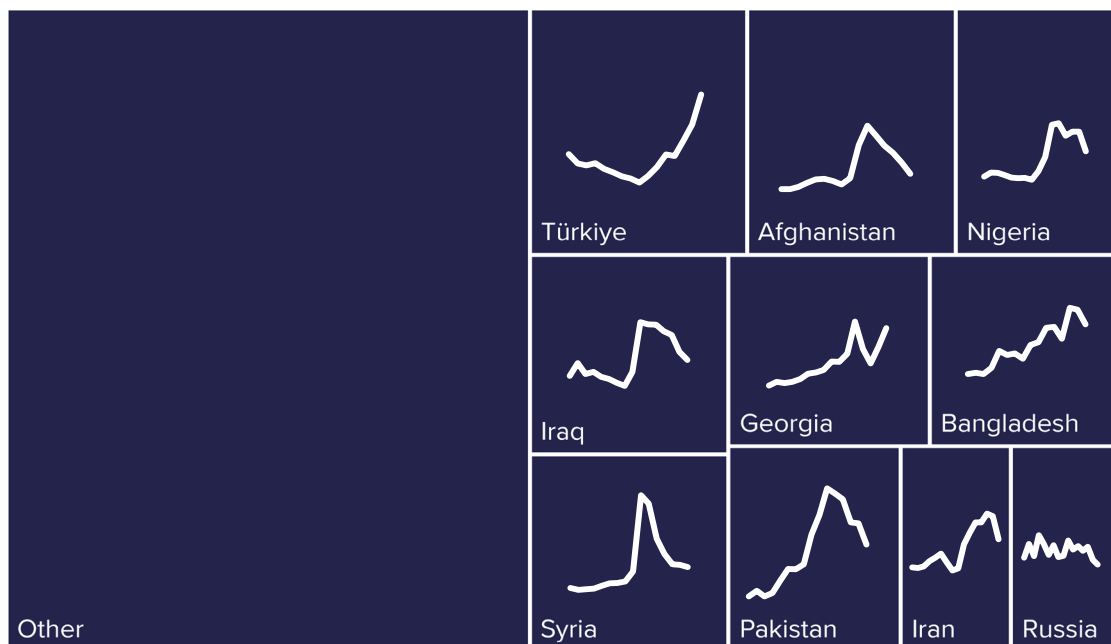 Türkiye
Afghanistan
Nigeria
Iraq
Georgia
Bangladesh
Other
Syria
Pakistan
Iran
Russia